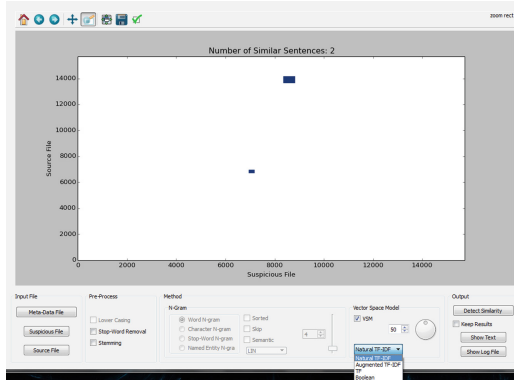 zoom rect
Number of Similar Sentences: 2
14000
12000
10000
8000
6000
4000
2000
0
Source File
0 2000 4000 6000 8000 10000 12000 14000
Suspicious File
Input File Pre-Process Method Output
Meta-Data File
Suspicious File
Source File
Lower Casing
Stop-Word Removal
Stemming
N-Gram
Word N-gram
Character N-gram
Stop-Word N-gram
Named Entity N-gra
Sorted
Skip
Semantic
LIN
4
Vector Space Model
VSM
50
Natural TF-IDF
Natural TF-IDF
Augmented TF-IDF
TF
Boolean
Detect Similarity
Keep Results
Show Text
Show Log File